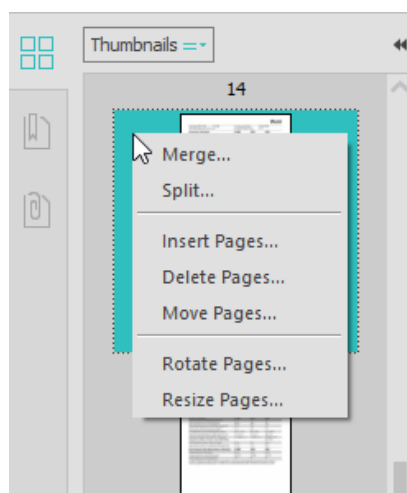 Thumbnails
14
Merge...
Split...
Insert Pages...
Delete Pages...
Move Pages...
Rotate Pages...
Resize Pages...